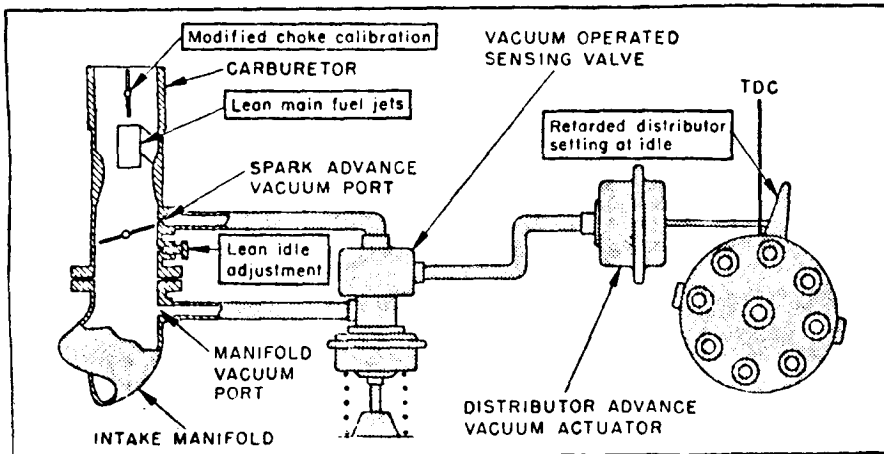 Modified choke calibration
CARBURETOR
Lean main fuel jets
SPARK ADVANCE
VACUUM PORT
Lean idle
adjustment
MANIFOLD
VACUUM
PORT
INTAKE MANIFOLD
VACUUM OPERATED
SENSING VALVE
TDC
Retarded distributor
setting at idle
DISTRIBUTOR ADVANCE
VACUUM ACTUATOR